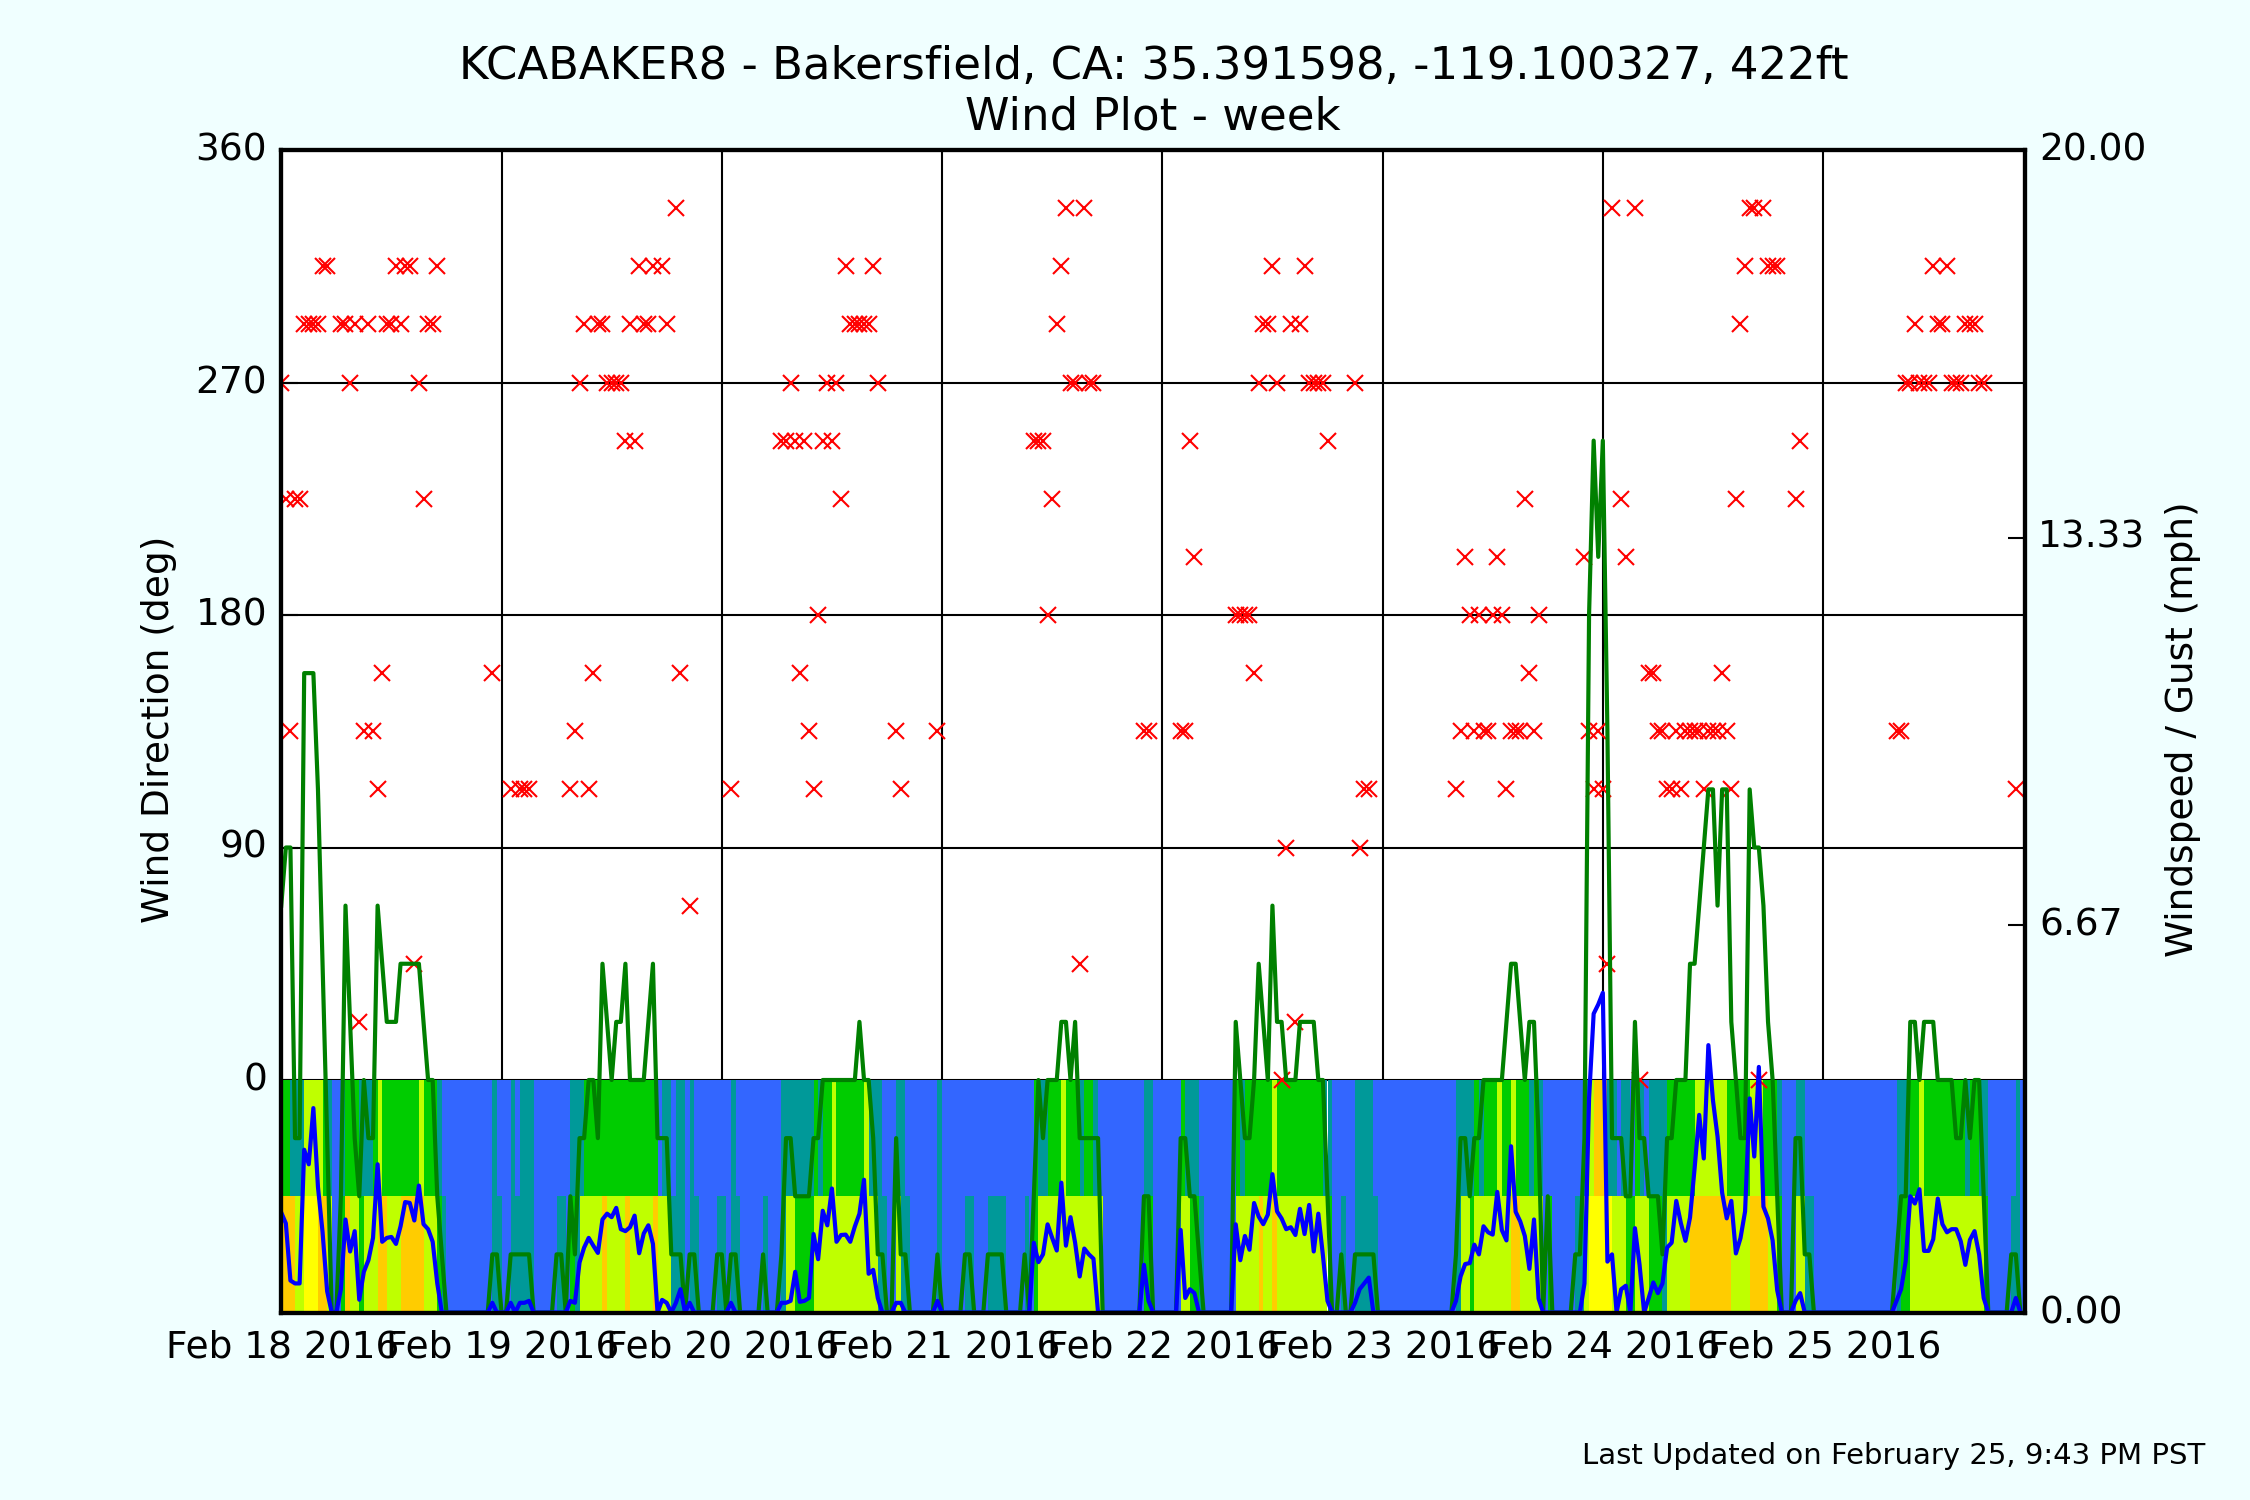 KCABAKER8 - Bakersfield, CA: 35.391598, -119.100327, 422ft
Wind Plot - week
360
270
180
90
0
Wind Direction (deg)
20.00
13.33
6.67
0.00
Windspeed / Gust (mph)
Feb 18 2016 Feb 19 2016 Feb 20 2016 Feb 21 2016 Feb 22 2016 Feb 23 2016 Feb 24 2016 Feb 25 2016
Last Updated on February 25, 9:43 PM PST